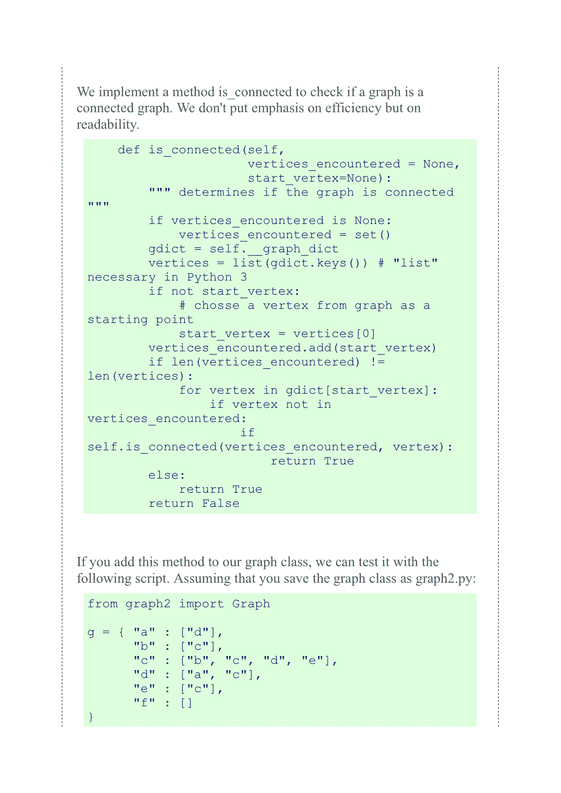 We implement a method is_connected to check if a graph is a
connected graph. We don't put emphasis on efficiency but on
readability.
    def is_connected(self,
                     vertices_encountered = None,
                     start_vertex=None):
        """ determines if the graph is connected
"""
        if vertices_encountered is None:
            vertices_encountered = set()
        gdict = self.__graph_dict
        vertices = list(gdict.keys()) # "list"
necessary in Python 3
        if not start_vertex:
            # chosse a vertex from graph as a
starting point
            start_vertex = vertices[0]
        vertices_encountered.add(start_vertex)
        if len(vertices_encountered) !=
len(vertices):
            for vertex in gdict[start_vertex]:
                if vertex not in
vertices_encountered:
                    if
self.is_connected(vertices_encountered, vertex):
                        return True
        else:
            return True
        return False
If you add this method to our graph class, we can test it with the
following script. Assuming that you save the graph class as graph2.py:
from graph2 import Graph
g = { "a" : ["d"],
      "b" : ["c"],
      "c" : ["b", "c", "d", "e"],
      "d" : ["a", "c"],
      "e" : ["c"],
      "f" : []
}